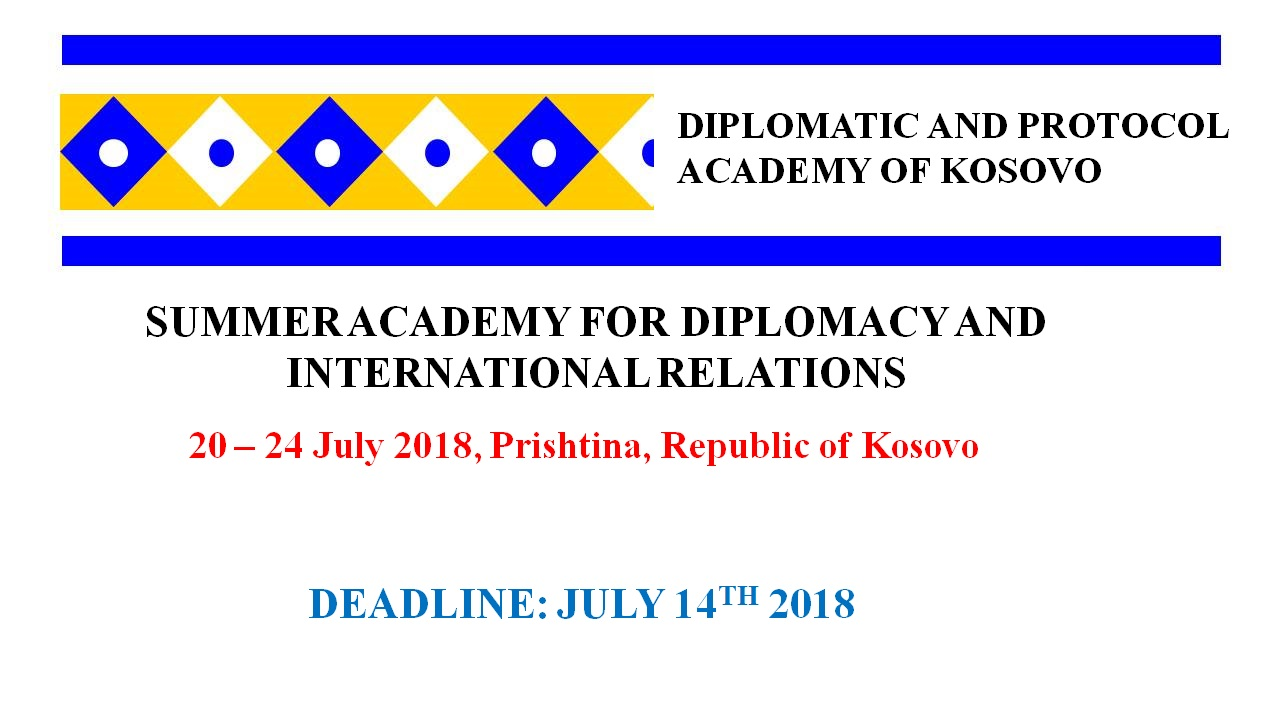 DIPLOMATIC AND PROTOCOL
ACADEMY OF KOSOVO
SUMMER ACADEMY FOR DIPLOMACY AND
INTERNATIONAL RELATIONS
20 – 24 July 2018, Prishtina, Republic of Kosovo
DEADLINE: JULY 14TH 2018